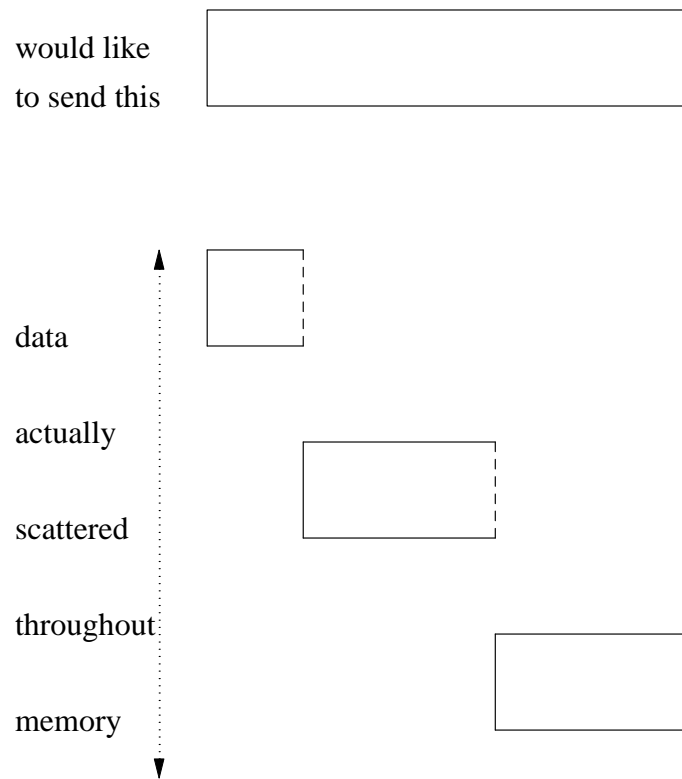 would like
to send this
data
actually
scattered
throughout
memory